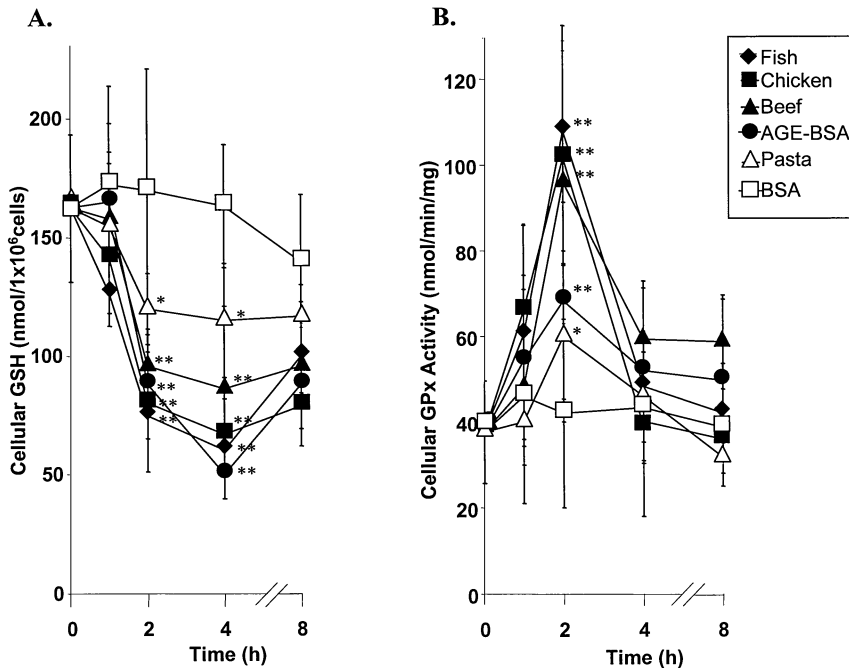 A.
B.
Cellular GSH (nmol/1x10⁶cells)
200
150
100
50
0
*
*
**
**
**
**
**
**
**
**
0
2
4
8
Time (h)
Cellular GPx Activity (nmol/min/mg)
120
100
80
60
40
20
0
**
**
**
**
*
0
2
4
8
Time (h)
Fish
Chicken
Beef
AGE-BSA
Pasta
BSA